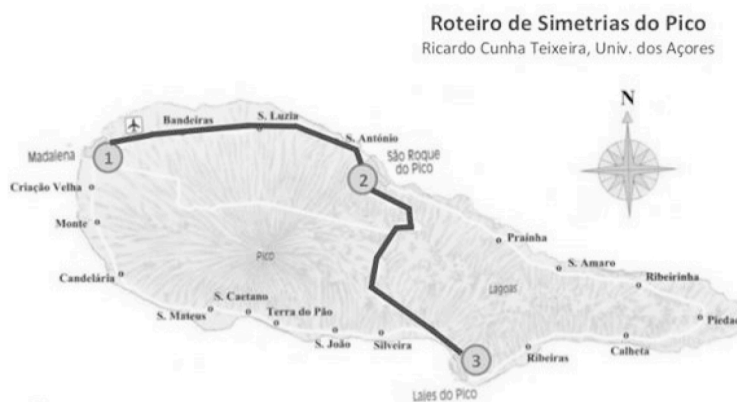 Roteiro de Simetrias do Pico
Ricardo Cunha Teixeira, Univ. dos Açores
N
Bandeiras
S. Luzia
S. António
Madalena
1
São Roque
do Pico
2
Criação Velha
Monte
Prainha
Candelária
Pico
S. Amaro
Lagoas
Ribeirinha
S. Mateus
S. Caetano
Terra do Pão
Piedad
S. João
Silveira
3
Ribeiras
Calheta
Lajes do Pico